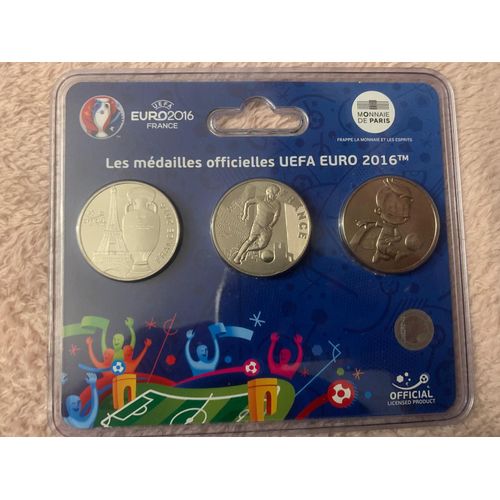 UEFA
EURO2016
FRANCE
MONNAIE
DE PARIS
FRAPPE LA MONNAIE ET LES ESPRITS
Les médailles officielles UEFA EURO 2016™
FRANCE
OFFICIAL
LICENSED PRODUCT